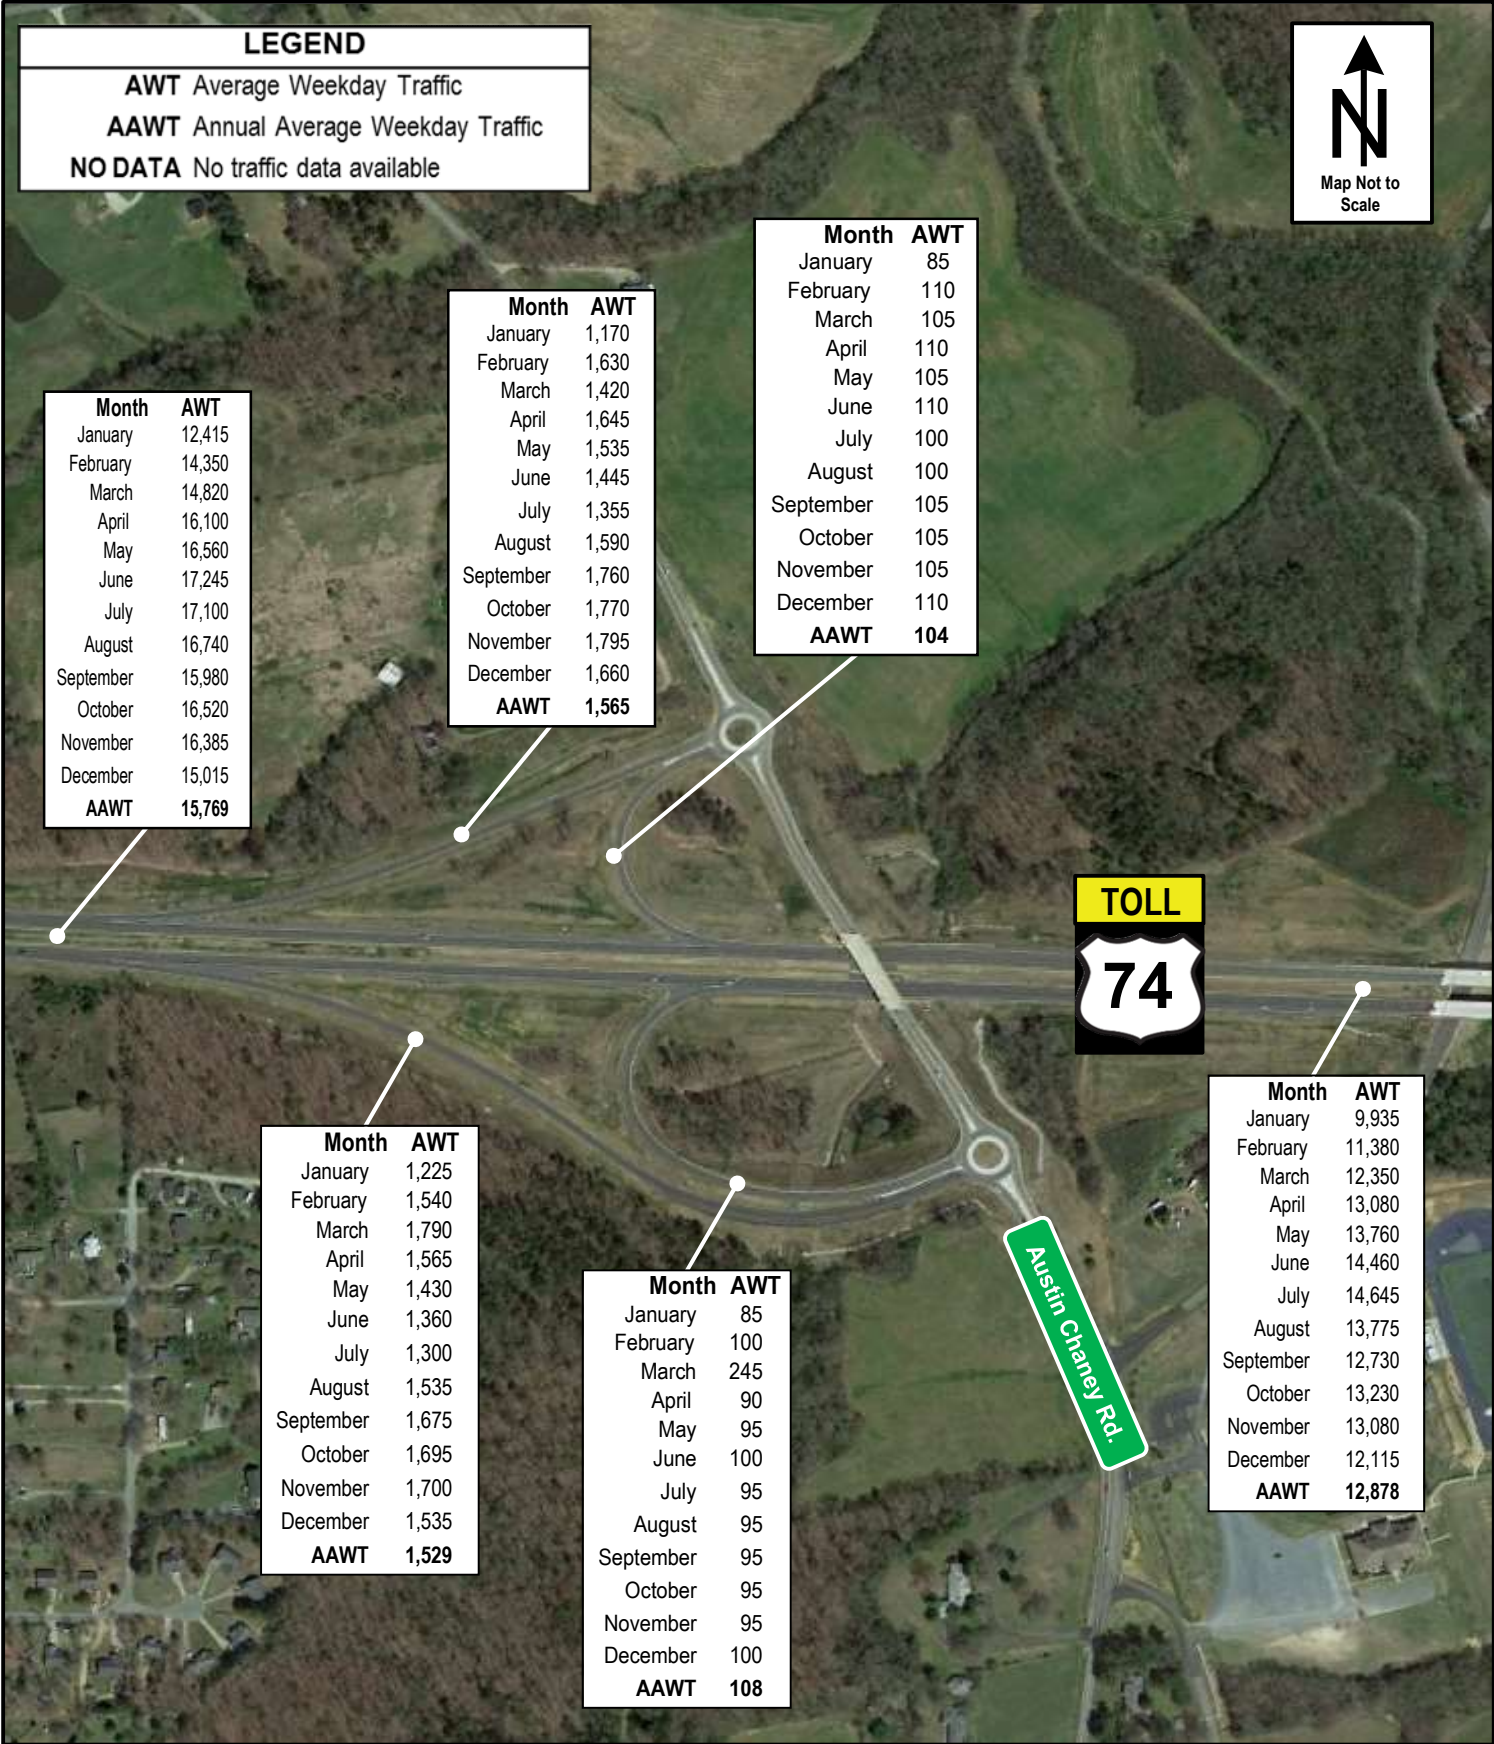 LEGEND
AWT Average Weekday Traffic
AAWT Annual Average Weekday Traffic
NO DATA No traffic data available
N
Map Not to
Scale
Month AWT
January 85
February 110
March 105
April 110
May 105
June 110
July 100
August 100
September 105
October 105
November 105
December 110
AAWT 104
Month AWT
January 1,170
February 1,630
March 1,420
April 1,645
May 1,535
June 1,445
July 1,355
August 1,590
September 1,760
October 1,770
November 1,795
December 1,660
AAWT 1,565
Month AWT
January 12,415
February 14,350
March 14,820
April 16,100
May 16,560
June 17,245
July 17,100
August 16,740
September 15,980
October 16,520
November 16,385
December 15,015
AAWT 15,769
TOLL
74
Month AWT
January 9,935
February 11,380
March 12,350
April 13,080
May 13,760
June 14,460
July 14,645
August 13,775
September 12,730
October 13,230
November 13,080
December 12,115
AAWT 12,878
Month AWT
January 1,225
February 1,540
March 1,790
April 1,565
May 1,430
June 1,360
July 1,300
August 1,535
September 1,675
October 1,695
November 1,700
December 1,535
AAWT 1,529
Austin Chaney Rd.
Month AWT
January 85
February 100
March 245
April 90
May 95
June 100
July 95
August 95
September 95
October 95
November 95
December 100
AAWT 108